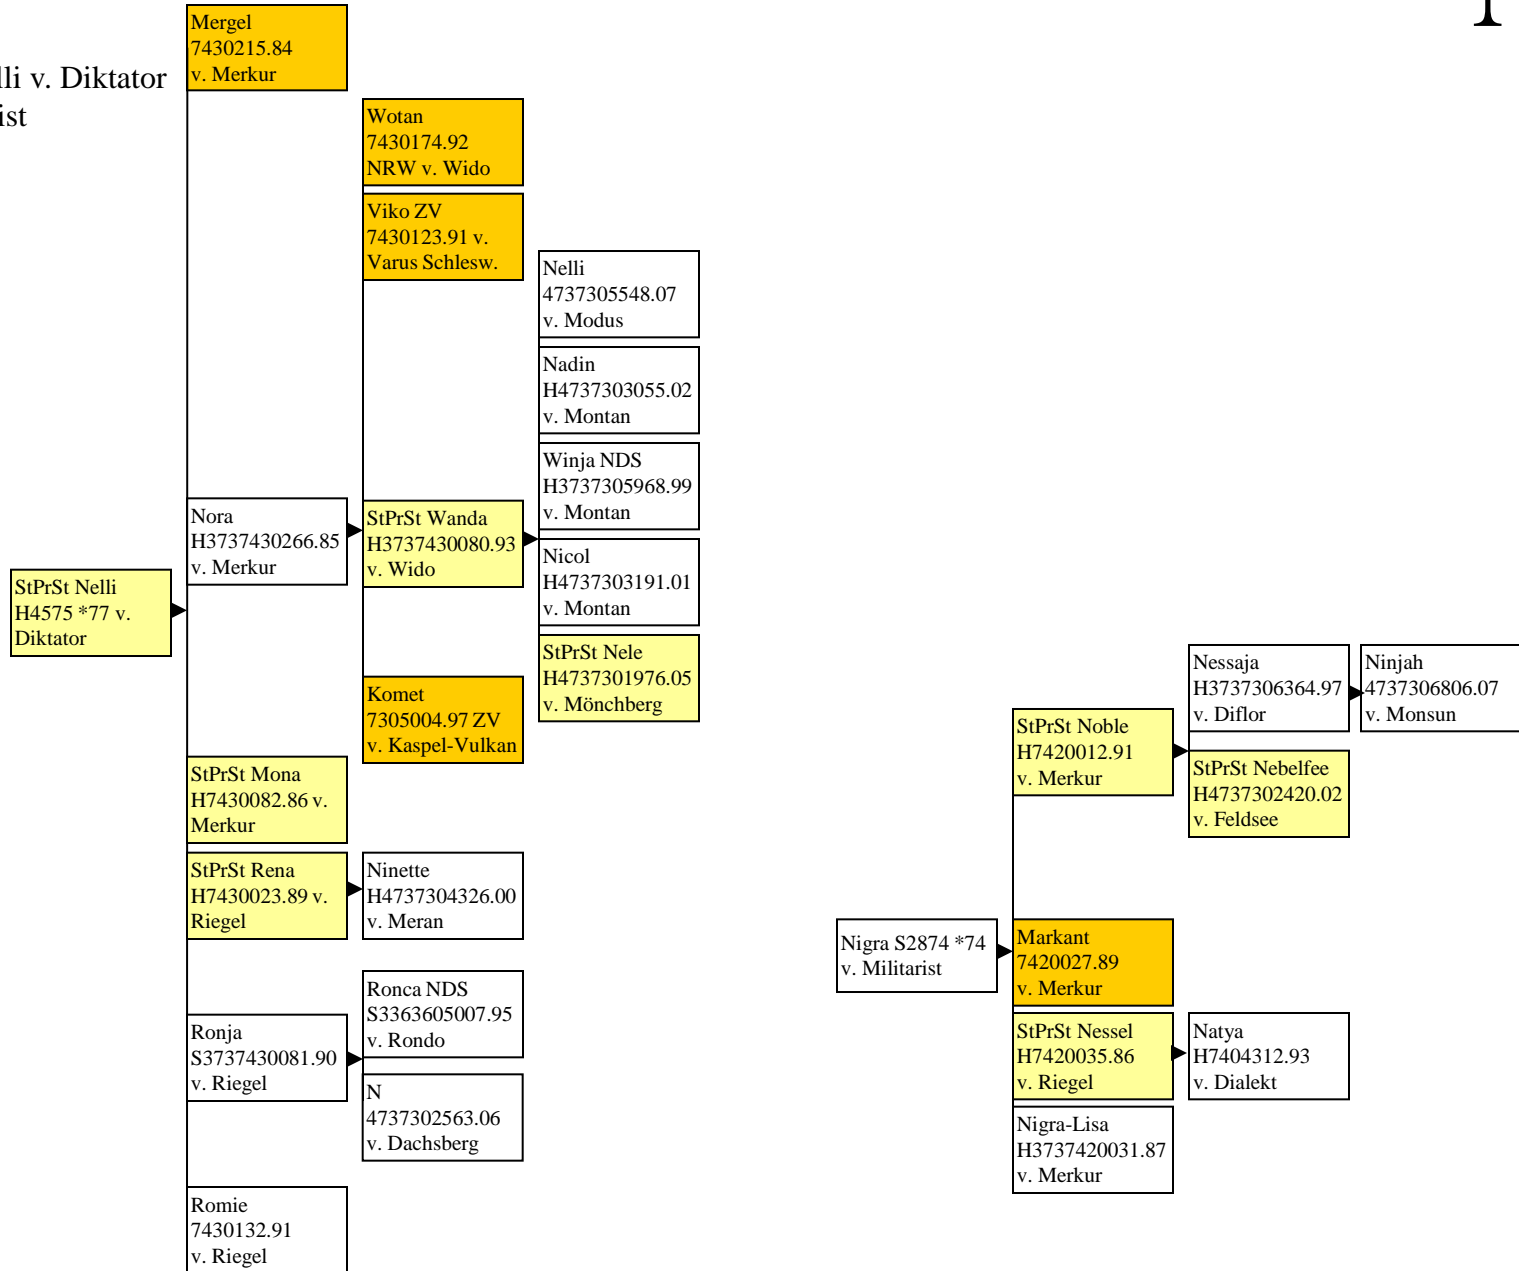 lli v. Diktator
ist
Mergel
7430215.84
v. Merkur
Wotan
7430174.92
NRW v. Wido
Viko ZV
7430123.91 v.
Varus Schlesw.
Nelli
4737305548.07
v. Modus
Nadin
H4737303055.02
v. Montan
Winja NDS
H3737305968.99
v. Montan
Nora
H3737430266.85
v. Merkur
StPrSt Wanda
H3737430080.93
v. Wido
Nicol
H4737303191.01
v. Montan
StPrSt Nelli
H4575 *77 v.
Diktator
StPrSt Nele
H4737301976.05
v. Mönchberg
Komet
7305004.97 ZV
v. Kaspel-Vulkan
StPrSt Mona
H7430082.86 v.
Merkur
StPrSt Rena
H7430023.89 v.
Riegel
Ninette
H4737304326.00
v. Meran
Ronca NDS
S3363605007.95
v. Rondo
Ronja
S3737430081.90
v. Riegel
N
4737302563.06
v. Dachsberg
Romie
7430132.91
v. Riegel
Nessaja
H3737306364.97
v. Diflor
Ninjah
4737306806.07
v. Monsun
StPrSt Noble
H7420012.91
v. Merkur
StPrSt Nebelfee
H4737302420.02
v. Feldsee
Nigra S2874 *74
v. Militarist
Markant
7420027.89
v. Merkur
StPrSt Nessel
H7420035.86
v. Riegel
Natya
H7404312.93
v. Dialekt
Nigra-Lisa
H3737420031.87
v. Merkur